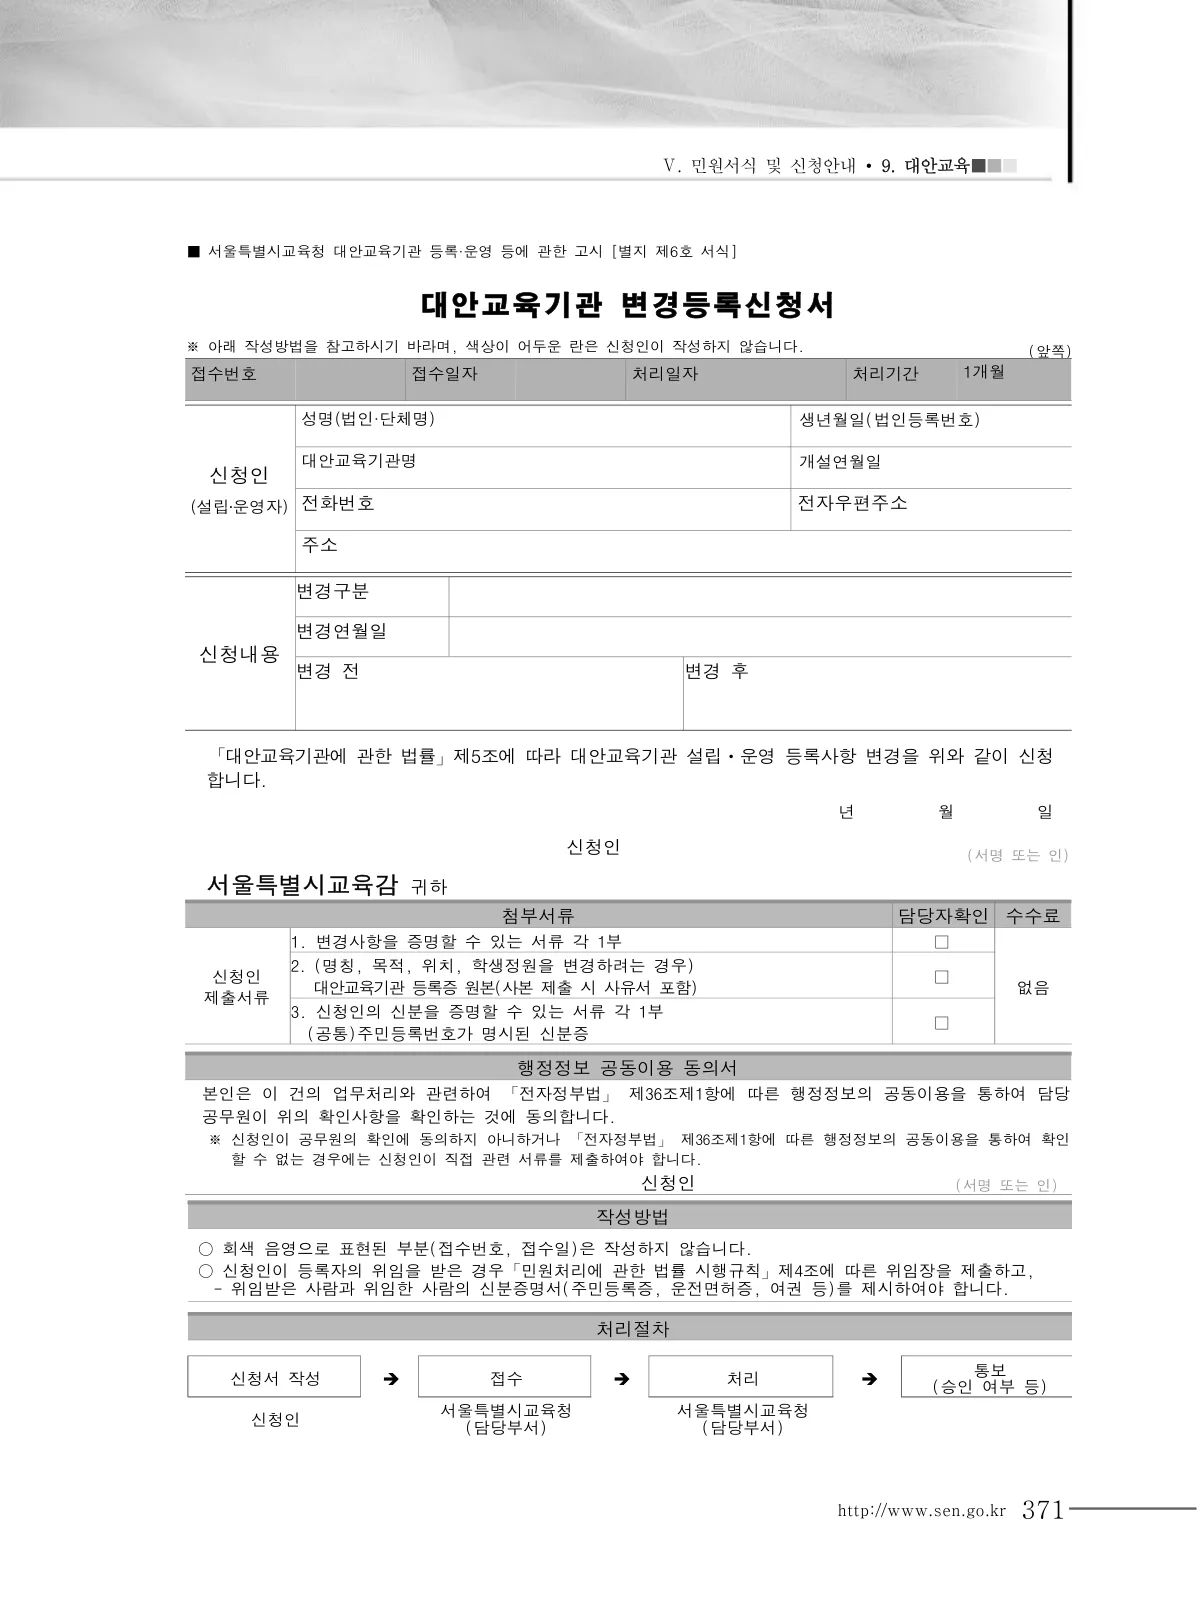 Ⅴ. 민원서식 및 신청안내 • 9. 대안교육
■ 서울특별시교육청 대안교육기관 등록·운영 등에 관한 고시 [별지 제6호 서식]
대안교육기관 변경등록신청서
※ 아래 작성방법을 참고하시기 바라며, 색상이 어두운 란은 신청인이 작성하지 않습니다.
(앞쪽)
접수번호 접수일자 처리일자 처리기간 1개월
신청인
(설립·운영자)
성명(법인·단체명) 생년월일(법인등록번호)
대안교육기관명 개설연월일
전화번호 전자우편주소
주소
신청내용
변경구분
변경연월일
변경 전 변경 후
「대안교육기관에 관한 법률」제5조에 따라 대안교육기관 설립·운영 등록사항 변경을 위와 같이 신청
합니다.
년 월 일
신청인 (서명 또는 인)
서울특별시교육감 귀하
첨부서류 담당자확인 수수료
신청인
제출서류
1. 변경사항을 증명할 수 있는 서류 각 1부 □
2. (명칭, 목적, 위치, 학생정원을 변경하려는 경우)
대안교육기관 등록증 원본(사본 제출 시 사유서 포함) □
없음
3. 신청인의 신분을 증명할 수 있는 서류 각 1부
(공통)주민등록번호가 명시된 신분증 □
행정정보 공동이용 동의서
본인은 이 건의 업무처리와 관련하여 「전자정부법」 제36조제1항에 따른 행정정보의 공동이용을 통하여 담당
공무원이 위의 확인사항을 확인하는 것에 동의합니다.
※ 신청인이 공무원의 확인에 동의하지 아니하거나 「전자정부법」 제36조제1항에 따른 행정정보의 공동이용을 통하여 확인
할 수 없는 경우에는 신청인이 직접 관련 서류를 제출하여야 합니다.
신청인 (서명 또는 인)
작성방법
○ 회색 음영으로 표현된 부분(접수번호, 접수일)은 작성하지 않습니다.
○ 신청인이 등록자의 위임을 받은 경우「민원처리에 관한 법률 시행규칙」제4조에 따른 위임장을 제출하고,
- 위임받은 사람과 위임한 사람의 신분증명서(주민등록증, 운전면허증, 여권 등)를 제시하여야 합니다.
처리절차
신청서 작성 ➔ 접수 ➔ 처리 ➔ 통보
(승인 여부 등)
신청인 서울특별시교육청 서울특별시교육청
(담당부서) (담당부서)
http://www.sen.go.kr 371